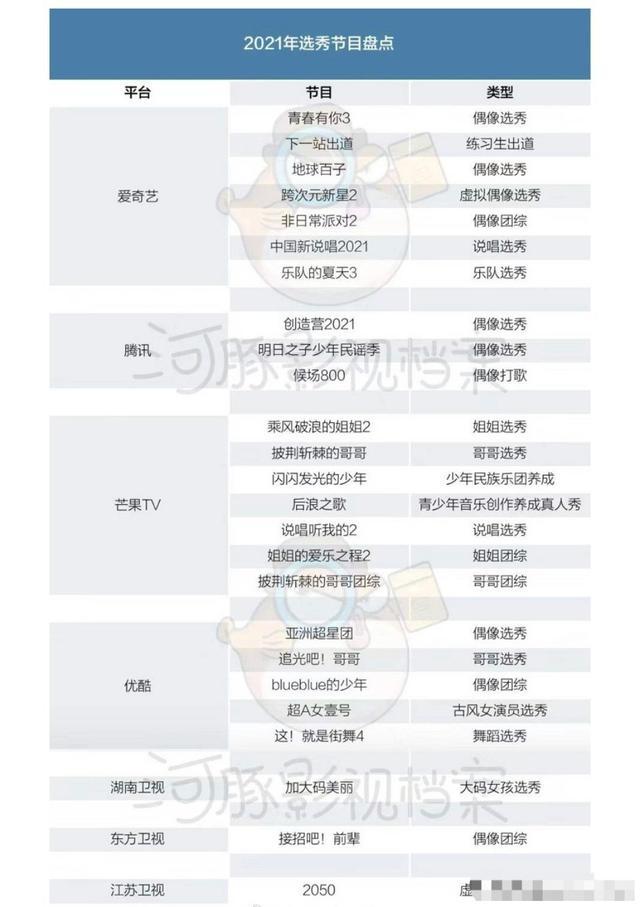 2021年选秀节目盘点
平台 节目 类型
爱奇艺
青春有你3 偶像选秀
下一站出道 练习生出道
地球百子 偶像选秀
跨次元新星2 虚拟偶像选秀
非日常派对2 偶像团综
中国新说唱2021 说唱选秀
乐队的夏天3 乐队选秀
腾讯
创造营2021 偶像选秀
明日之子少年民谣季 偶像选秀
候场800 偶像打歌
河豚影视档案
芒果TV
乘风破浪的姐姐2 姐姐选秀
披荆斩棘的哥哥 哥哥选秀
闪闪发光的少年 少年民族乐团养成
后浪之歌 青少年音乐创作养成真人秀
说唱听我的2 说唱选秀
姐姐的爱乐之程2 姐姐团综
披荆斩棘的哥哥团综 哥哥团综
优酷
亚洲超星团 偶像选秀
追光吧！哥哥 哥哥选秀
blueblue的少年 偶像团综
超A女壹号 古风女演员选秀
这！就是街舞4 舞蹈选秀
河豚影视档案
湖南卫视 加大码美丽 大码女孩选秀
东方卫视 接招吧！前辈 偶像团综
江苏卫视 2050